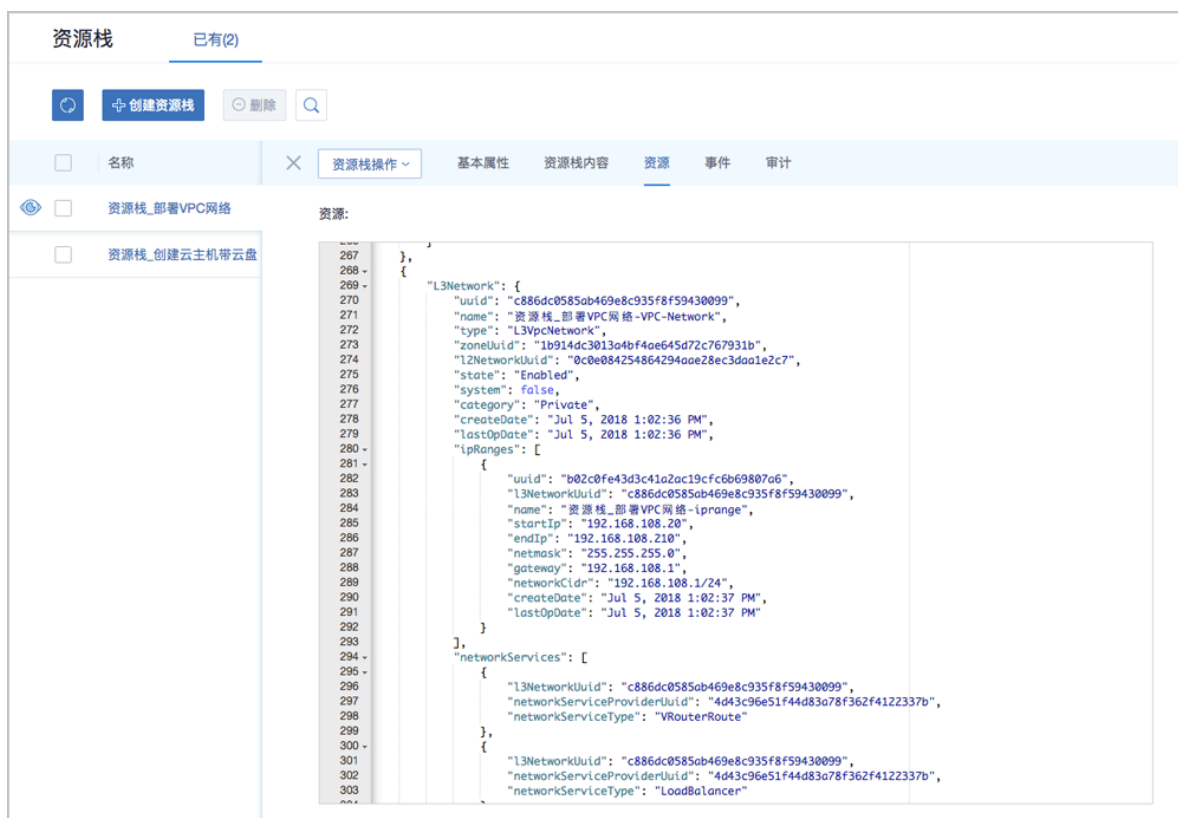 资源栈 已有(2)
创建资源栈 删除
名称 资源栈操作 基本属性 资源栈内容 资源 事件 审计
资源栈_部署VPC网络
资源栈_创建云主机带云盘
资源:
267 },
268 {
269 "L3Network": {
270 "uuid": "c886dc0585ab469e8c935f8f59430099",
271 "name": "资源栈_部署VPC网络-VPC-Network",
272 "type": "L3VpcNetwork",
273 "zoneUuid": "1b914dc3013a4bf4ae645d72c767931b",
274 "l2NetworkUuid": "0c0e084254864294aae28ec3daa1e2c7",
275 "state": "Enabled",
276 "system": false,
277 "category": "Private",
278 "createDate": "Jul 5, 2018 1:02:36 PM",
279 "lastOpDate": "Jul 5, 2018 1:02:36 PM",
280 "ipRanges": [
281 {
282 "uuid": "b02c0fe43d3c41a2ac19cfc6b69807a6",
283 "l3NetworkUuid": "c886dc0585ab469e8c935f8f59430099",
284 "name": "资源栈_部署VPC网络-iprange",
285 "startIp": "192.168.108.20",
286 "endIp": "192.168.108.210",
287 "netmask": "255.255.255.0",
288 "gateway": "192.168.108.1",
289 "networkCidr": "192.168.108.1/24",
290 "createDate": "Jul 5, 2018 1:02:37 PM",
291 "lastOpDate": "Jul 5, 2018 1:02:37 PM"
292 }
293 ],
294 "networkServices": [
295 {
296 "l3NetworkUuid": "c886dc0585ab469e8c935f8f59430099",
297 "networkServiceProviderUuid": "4d43c96e51f44d83a78f362f4122337b",
298 "networkServiceType": "VRouterRoute"
299 },
300 {
301 "l3NetworkUuid": "c886dc0585ab469e8c935f8f59430099",
302 "networkServiceProviderUuid": "4d43c96e51f44d83a78f362f4122337b",
303 "networkServiceType": "LoadBalancer"